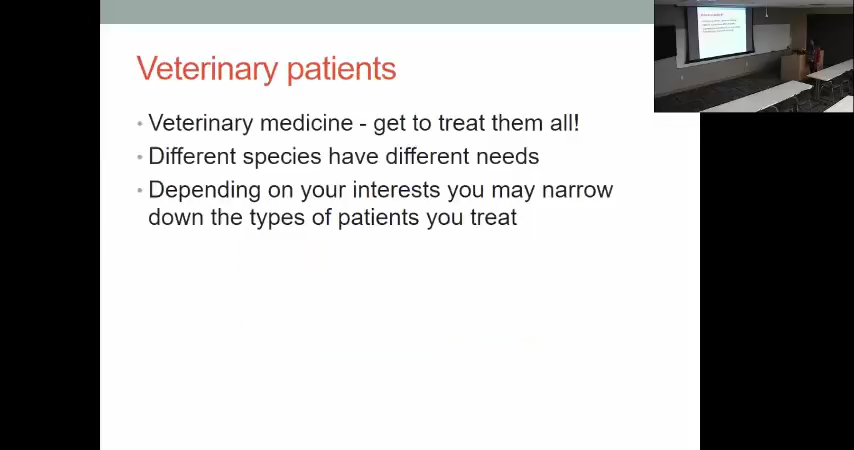 Veterinary patients
• Veterinary medicine - get to treat them all!
• Different species have different needs
• Depending on your interests you may narrow
down the types of patients you treat